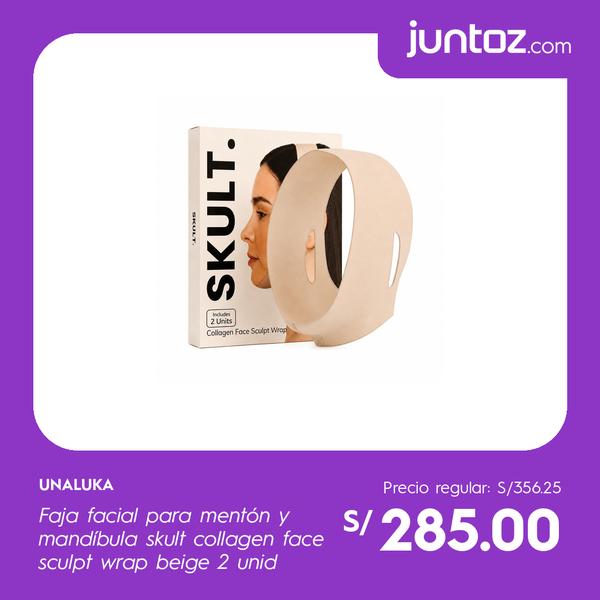 juntoz.com
SKULT.
SKULT.
Includes
2 Units
Collagen Face Sculpt Wrap
UNALUKA
Faja facial para mentón y
mandíbula skult collagen face
sculpt wrap beige 2 unid
Precio regular: S/356.25
S/285.00